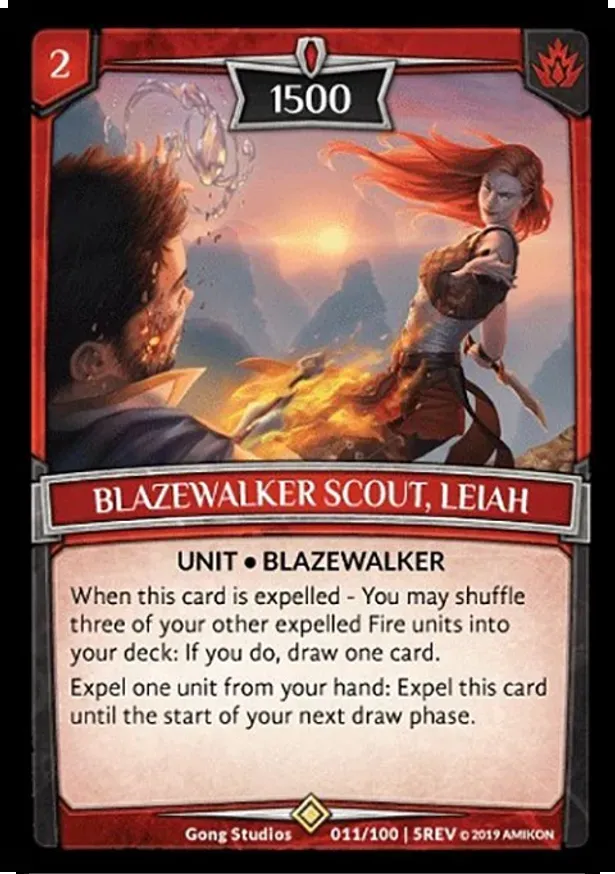 2
1500
BLAZEWALKER SCOUT, LEIAH
UNIT • BLAZEWALKER
When this card is expelled - You may shuffle
three of your other expelled Fire units into
your deck: If you do, draw one card.
Expel one unit from your hand: Expel this card
until the start of your next draw phase.
Gong Studios 011/100 | 5REV © 2019 AMIKON